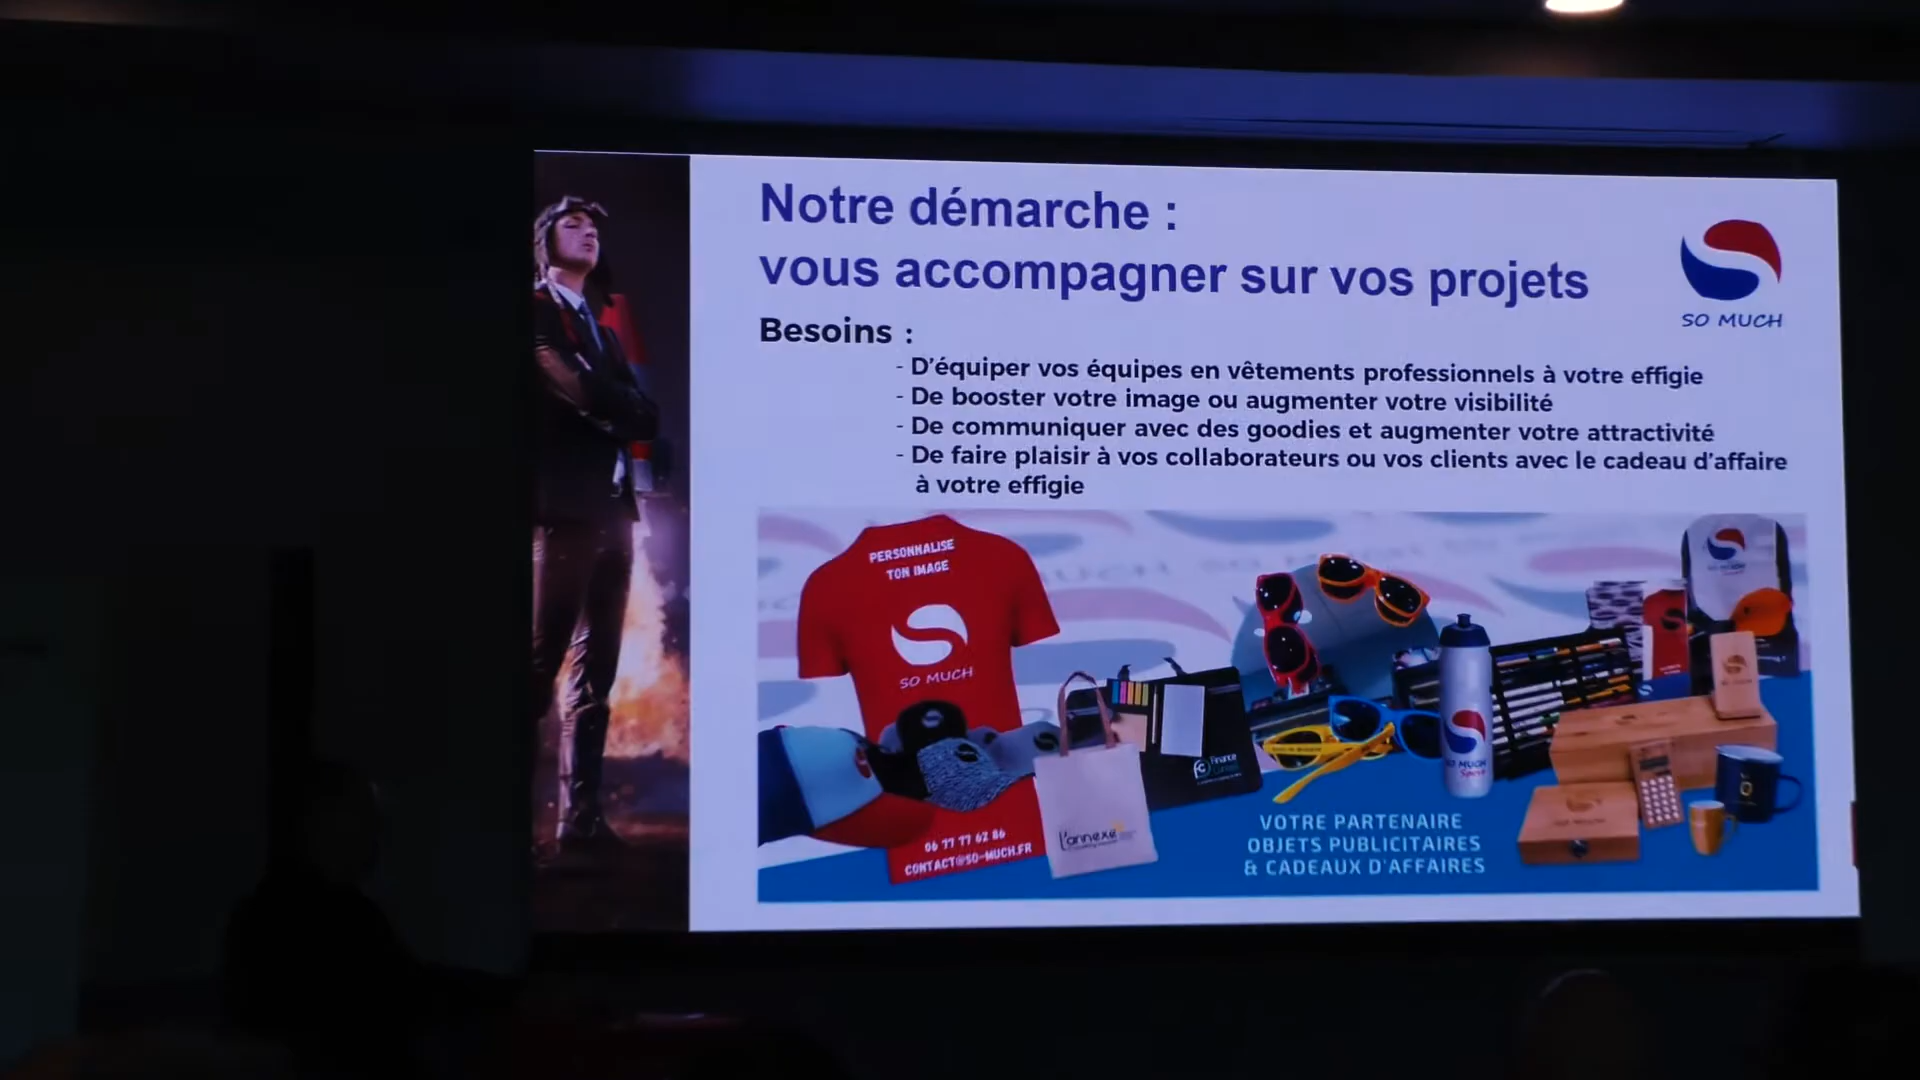 Notre démarche :
vous accompagner sur vos projets
SO MUCH
Besoins :
- D'équiper vos équipes en vêtements professionnels à votre effigie
- De booster votre image ou augmenter votre visibilité
- De communiquer avec des goodies et augmenter votre attractivité
- De faire plaisir à vos collaborateurs ou vos clients avec le cadeau d'affaire
à votre effigie
PERSONNALISE
TON IMAGE
SO MUCH
06 77 77 62 86
CONTACT@SO-MUCH.FR
L'annexe
Finance
SO MUCH
Sport
VOTRE PARTENAIRE
OBJETS PUBLICITAIRES
& CADEAUX D'AFFAIRES